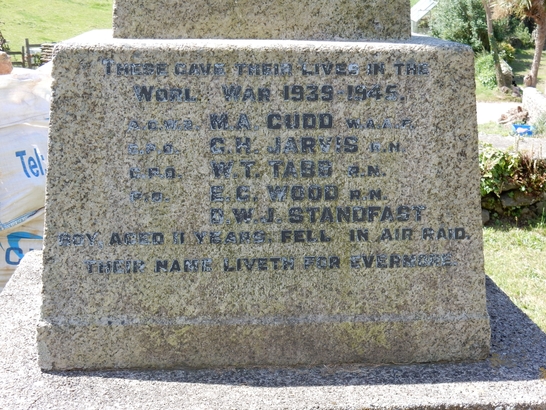 THESE GAVE THEIR LIVES IN THE
WORLD WAR 1939-1945.
M.A. CUDD W.A.A.F.
C.P.O. G.H. JARVIS R.N.
C.P.O. W.T. TABB R.N.
P.O. E.G. WOOD R.N.
D.W.J. STANDFAST
BOY, AGED 11 YEARS, FELL IN AIR RAID.
THEIR NAME LIVETH FOR EVERMORE.
Tel: